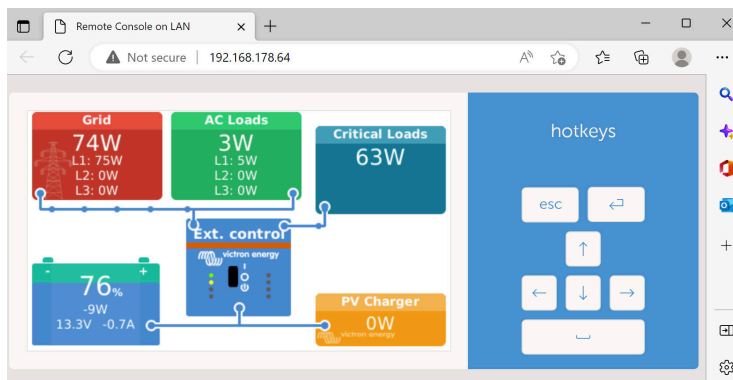 Remote Console on LAN
Not secure
192.168.178.64
Grid
74W
L1: 75W
L2: 0W
L3: 0W
AC Loads
3W
L1: 5W
L2: 0W
L3: 0W
Critical Loads
63W
Ext. control
victron energy
I
O
- +
76%
-9W
13.3V -0.7A
PV Charger
0W
victron energy
hotkeys
esc